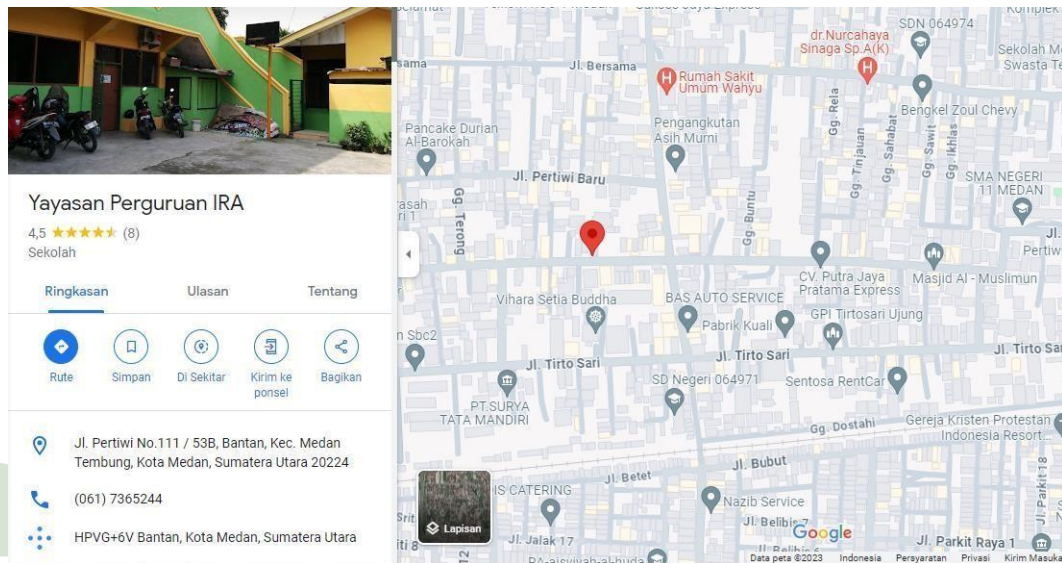 Yayasan Perguruan IRA
4,5 (8)
Sekolah
Ringkasan
Ulasan
Tentang
Rute
Simpan
Di Sekitar
Kirim ke
ponsel
Bagikan
Jl. Pertiwi No.111 / 53B, Bantan, Kec. Medan
Tembung, Kota Medan, Sumatera Utara 20224
(061) 7365244
HPVG+6V Bantan, Kota Medan, Sumatera Utara
SDN 064974
dr.Nurcahaya
Sinaga Sp.A(K)
Jl. Bersama
Rumah Sakit
Umum Wahyu
Bengkel Zoul Chevy
Pancake Durian
Al-Barokah
Pengangkutan
Asih Murni
Gg. Rela
Gg. Tinjauan
Gg. Sahabat
Gg. Sawit
Gg. Ikhlas
SMA NEGERI
11 MEDAN
Jl. Pertiwi Baru
Gg. Terong
Gg. Buntu
CV. Putra Jaya
Pratama Express
Masjid Al - Muslimun
Vihara Setia Buddha
BAS AUTO SERVICE
Pabrik Kuali
GPI Tirtosari Ujung
Jl. Tirto Sari
Jl. Tirto Sari
SD Negeri 064971
Sentosa RentCar
PT.SURYA
TATA MANDIRI
Gg. Dostahi
Gereja Kristen Protestan
Indonesia Resort...
Jl. Bubut
Jl. Betet
Nazib Service
Jl. Belibis 7
Jl. Jalak 17
Jl. Parkit 18
Jl. Parkit Raya 1
Lapisan
Google
Data peta ©2023
Indonesia
Persyaratan
Privasi